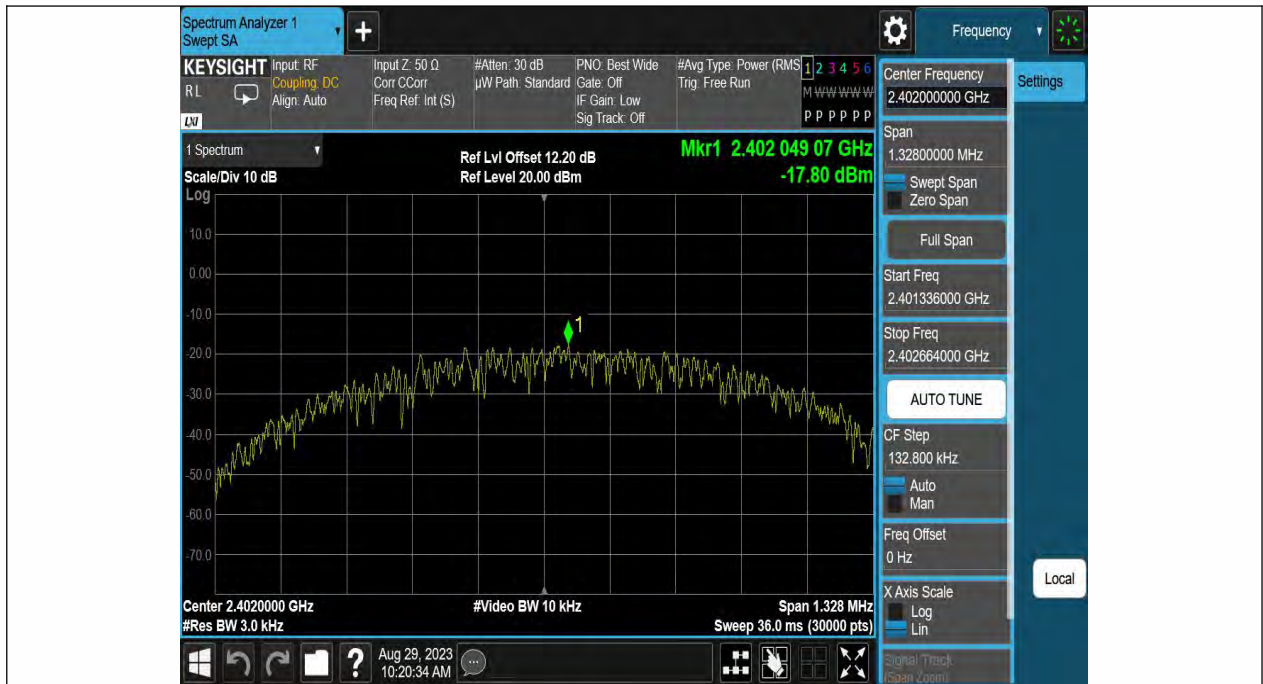 Spectrum Analyzer 1
Swept SA
Frequency
KEYSIGHT
R L
LXI
Input: RF
Coupling: DC
Align: Auto
Input Z: 50 Ω
Corr CCorr
Freq Ref: Int (S)
#Atten: 30 dB
µW Path: Standard
PNO: Best Wide
Gate: Off
IF Gain: Low
Sig Track: Off
#Avg Type: Power (RMS
Trig: Free Run
1 2 3 4 5 6
M W W W W W
P P P P P P
1 Spectrum
Scale/Div 10 dB
Ref Lvl Offset 12.20 dB
Ref Level 20.00 dBm
Mkr1 2.402 049 07 GHz
-17.80 dBm
Log
10.0
0.00
-10.0
-20.0
-30.0
-40.0
-50.0
-60.0
-70.0
1
Center 2.4020000 GHz
#Res BW 3.0 kHz
#Video BW 10 kHz
Span 1.328 MHz
Sweep 36.0 ms (30000 pts)
Aug 29, 2023
10:20:34 AM
Center Frequency
2.402000000 GHz
Span
1.32800000 MHz
Swept Span
Zero Span
Full Span
Start Freq
2.401336000 GHz
Stop Freq
2.402664000 GHz
AUTO TUNE
CF Step
132.800 kHz
Auto
Man
Freq Offset
0 Hz
X Axis Scale
Log
Lin
Signal Track
(Span Zoom)
Settings
Local